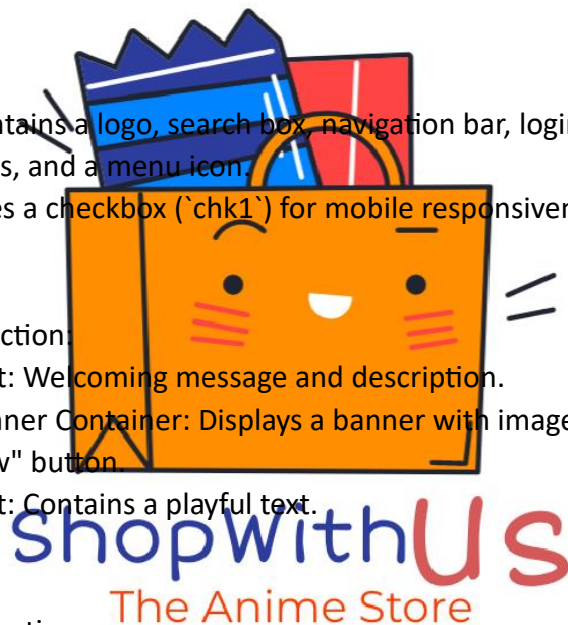 tains a logo, search box, navigation bar, login
s, and a menu icon.
es a checkbox (`chk1`) for mobile responsiven
ction:
t: Welcoming message and description.
nner Container: Displays a banner with image
w" button.
t: Contains a playful text.
shopWithUs
The Anime Store